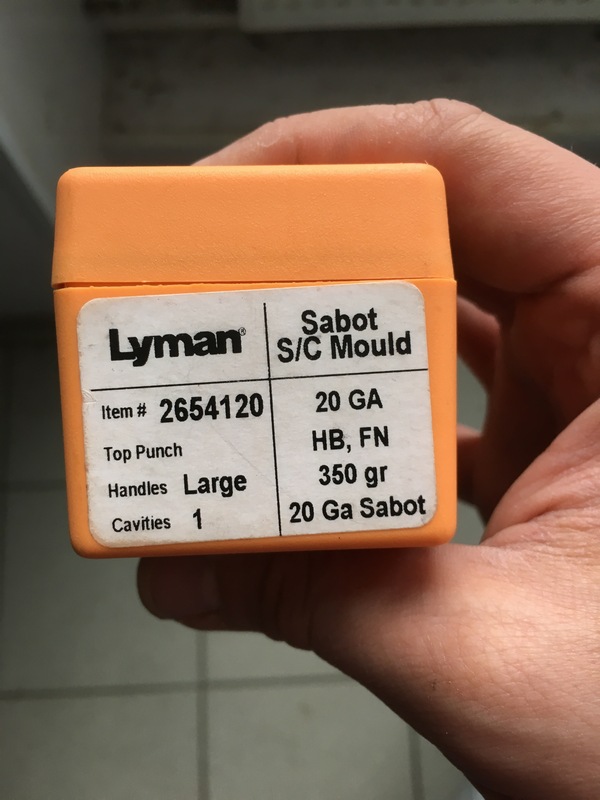 Lyman®
Sabot
S/C Mould
Item # 2654120
Top Punch
Handles Large
Cavities 1
20 GA
HB, FN
350 gr
20 Ga Sabot